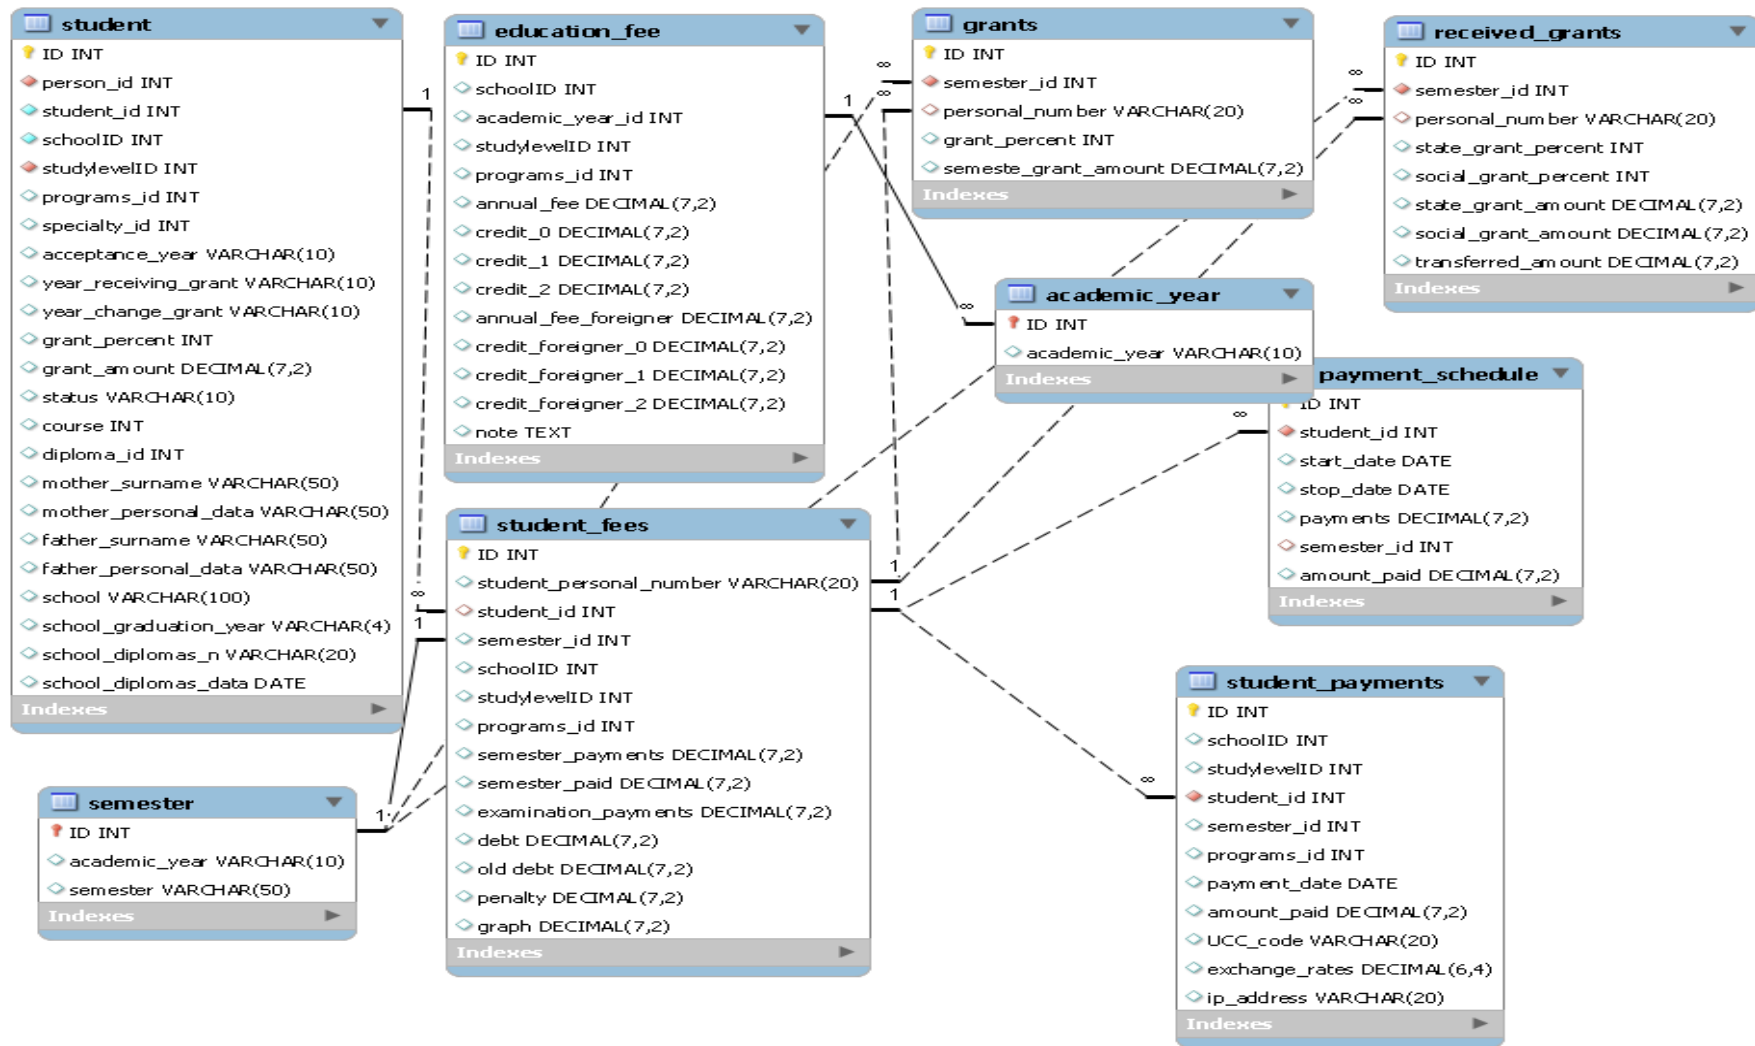 student
ID INT
person_id INT
student_id INT
schoolID INT
studylevelID INT
programs_id INT
specialty_id INT
acceptance_year VARCHAR(10)
year_receiving_grant VARCHAR(10)
year_change_grant VARCHAR(10)
grant_percent INT
grant_amount DECIMAL(7,2)
status VARCHAR(10)
course INT
diploma_id INT
mother_surname VARCHAR(50)
mother_personal_data VARCHAR(50)
father_surname VARCHAR(50)
father_personal_data VARCHAR(50)
school VARCHAR(100)
school_graduation_year VARCHAR(4)
school_diplomas_n VARCHAR(20)
school_diplomas_data DATE
Indexes
education_fee
ID INT
schoolID INT
academic_year_id INT
studylevelID INT
programs_id INT
annual_fee DECIMAL(7,2)
credit_0 DECIMAL(7,2)
credit_1 DECIMAL(7,2)
credit_2 DECIMAL(7,2)
annual_fee_foreigner DECIMAL(7,2)
credit_foreigner_0 DECIMAL(7,2)
credit_foreigner_1 DECIMAL(7,2)
credit_foreigner_2 DECIMAL(7,2)
note TEXT
Indexes
grants
ID INT
semester_id INT
personal_number VARCHAR(20)
grant_percent INT
semeste_grant_amount DECIMAL(7,2)
Indexes
received_grants
ID INT
semester_id INT
personal_number VARCHAR(20)
state_grant_percent INT
social_grant_percent INT
state_grant_amount DECIMAL(7,2)
social_grant_amount DECIMAL(7,2)
transferred_amount DECIMAL(7,2)
Indexes
academic_year
ID INT
academic_year VARCHAR(10)
Indexes
payment_schedule
ID INT
student_id INT
start_date DATE
stop_date DATE
payments DECIMAL(7,2)
semester_id INT
amount_paid DECIMAL(7,2)
Indexes
student_fees
ID INT
student_personal_number VARCHAR(20)
student_id INT
semester_id INT
schoolID INT
studylevelID INT
programs_id INT
semester_payments DECIMAL(7,2)
semester_paid DECIMAL(7,2)
examination_payments DECIMAL(7,2)
debt DECIMAL(7,2)
old debt DECIMAL(7,2)
penalty DECIMAL(7,2)
graph DECIMAL(7,2)
Indexes
student_payments
ID INT
schoolID INT
studylevelID INT
student_id INT
semester_id INT
programs_id INT
payment_date DATE
amount_paid DECIMAL(7,2)
UCC_code VARCHAR(20)
exchange_rates DECIMAL(6,4)
ip_address VARCHAR(20)
Indexes
semester
ID INT
academic_year VARCHAR(10)
semester VARCHAR(50)
Indexes
1
∞
1
1
1
∞
∞
∞
∞
∞
1
1
∞
∞